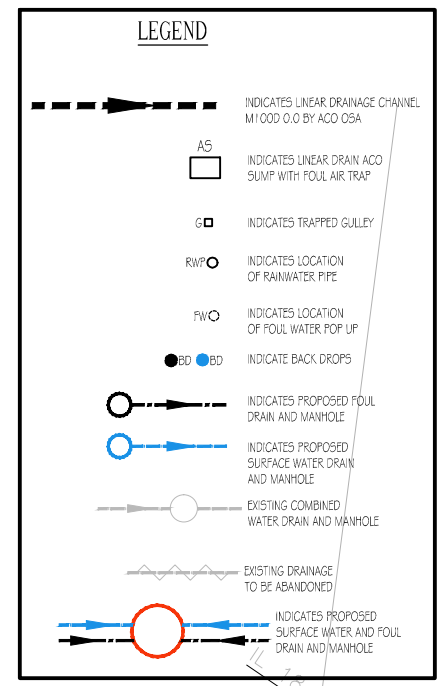 LEGEND
INDICATES LINEAR DRAINAGE CHANNEL
M100D 0.0 BY ACO OSA
AS
INDICATES LINEAR DRAIN ACO
SUMP WITH FOUL AIR TRAP
G
INDICATES TRAPPED GULLEY
RWP
INDICATES LOCATION
OF RAINWATER PIPE
FW
INDICATES LOCATION
OF FOUL WATER POP UP
BD BD
INDICATE BACK DROPS
INDICATES PROPOSED FOUL
DRAIN AND MANHOLE
INDICATES PROPOSED
SURFACE WATER DRAIN
AND MANHOLE
EXISTING COMBINED
WATER DRAIN AND MANHOLE
EXISTING DRAINAGE
TO BE ABANDONED
INDICATES PROPOSED
SURFACE WATER AND FOUL
DRAIN AND MANHOLE
IL